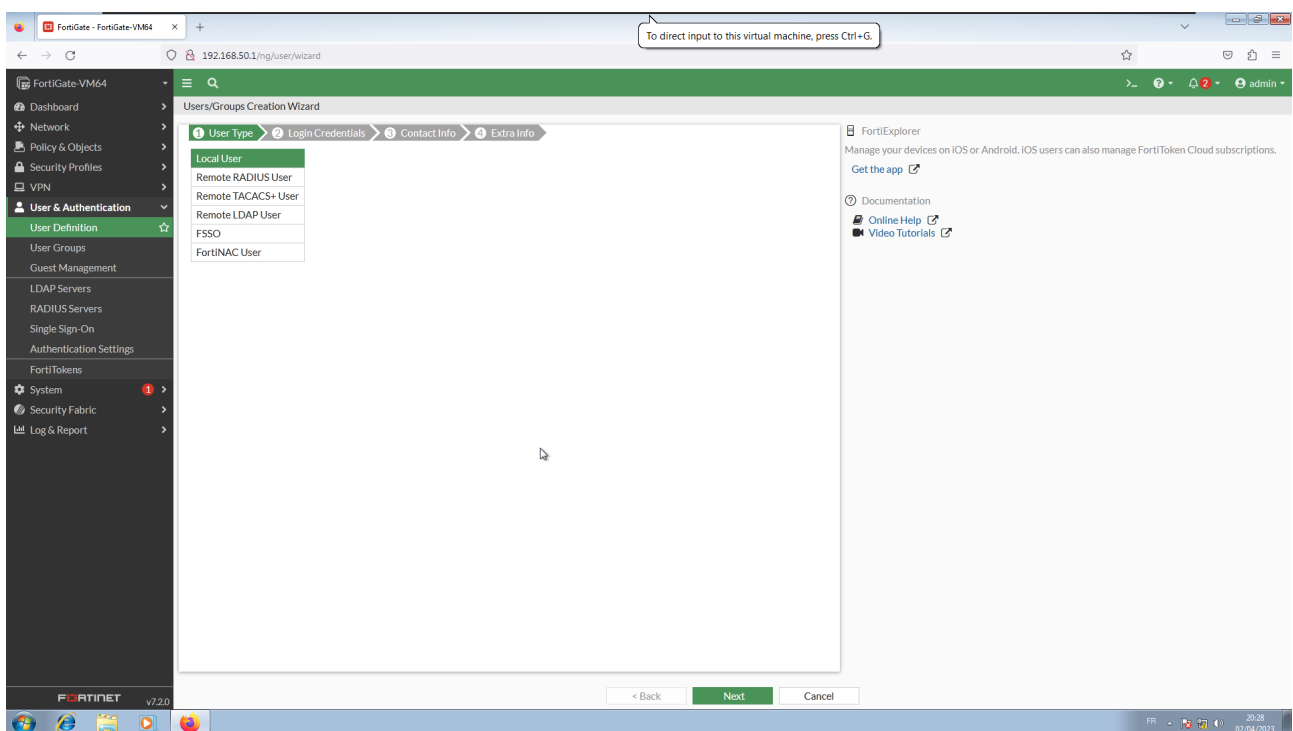 FortiGate - FortiGate-VM64
To direct input to this virtual machine, press Ctrl+G.
192.168.50.1/ng/user/wizard
FortiGate-VM64
admin
2
Dashboard
Users/Groups Creation Wizard
Network
Policy & Objects
Security Profiles
VPN
User & Authentication
User Definition
User Groups
Guest Management
LDAP Servers
RADIUS Servers
Single Sign-On
Authentication Settings
FortiTokens
System 1
Security Fabric
Log & Report
FORTINET v7.2.0
1 User Type 2 Login Credentials 3 Contact Info 4 Extra Info
Local User
Remote RADIUS User
Remote TACACS+ User
Remote LDAP User
FSSO
FortiNAC User
FortiExplorer
Manage your devices on iOS or Android. iOS users can also manage FortiToken Cloud subscriptions.
Get the app
Documentation
Online Help
Video Tutorials
< Back Next Cancel
FR
20:28
02/04/2023